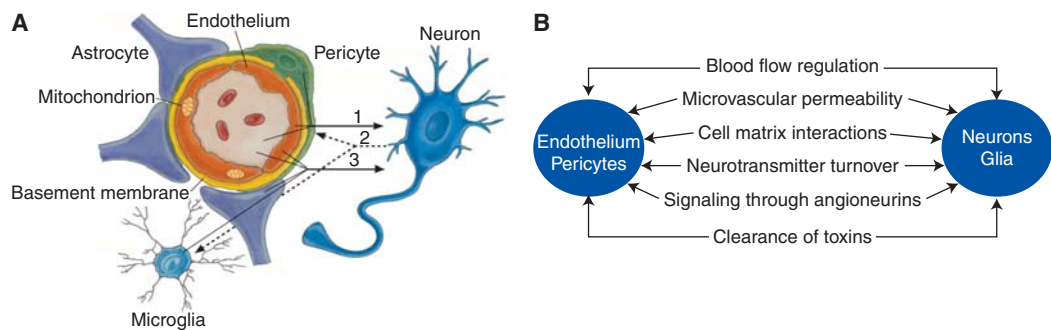 A
Endothelium
Astrocyte
Pericyte
Neuron
Mitochondrion
1
2
3
Basement membrane
Microglia
B
Blood flow regulation
Microvascular permeability
Cell matrix interactions
Neurotransmitter turnover
Signaling through angioneurins
Clearance of toxins
Endothelium
Pericytes
Neurons
Glia